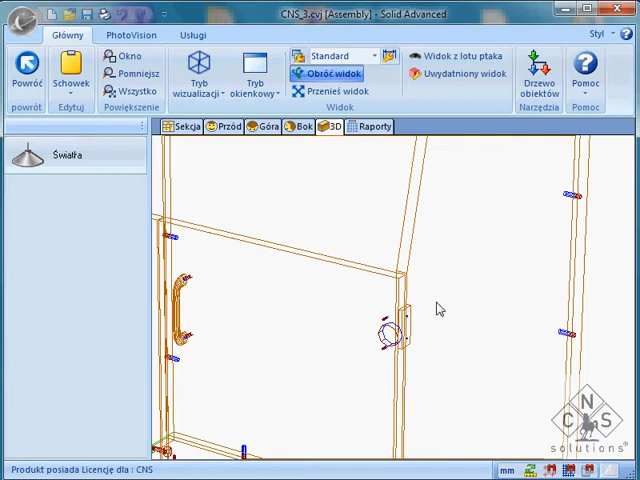 CNS_3.cvj [Assembly] - Solid Advanced
Główny PhotoVision Usługi Styl
Powróć
powrót
Schowek
Edytuj
Okno
Pomniejsz
Wszystko
Powiększenie
Tryb wizualizacji
Tryb okienkowy
Standard
Obróć widok
Przenieś widok
Widok z lotu ptaka
Uwydatniony widok
Widok
Drzewo obiektów
Narzędzia
Pomoc
Pomoc
Sekcja Przód Góra Bok 3D Raporty
Światła
CNS
solutions®
Produkt posiada Licencję dla : CNS
mm